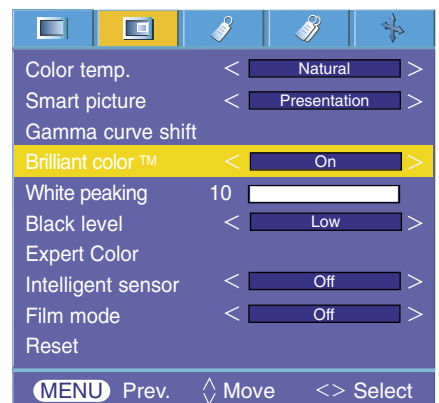 Color temp. < Natural >
Smart picture < Presentation >
Gamma curve shift
Brilliant color ™ < On >
White peaking 10
Black level < Low >
Expert Color
Intelligent sensor < Off >
Film mode < Off >
Reset
MENU Prev. Move <> Select